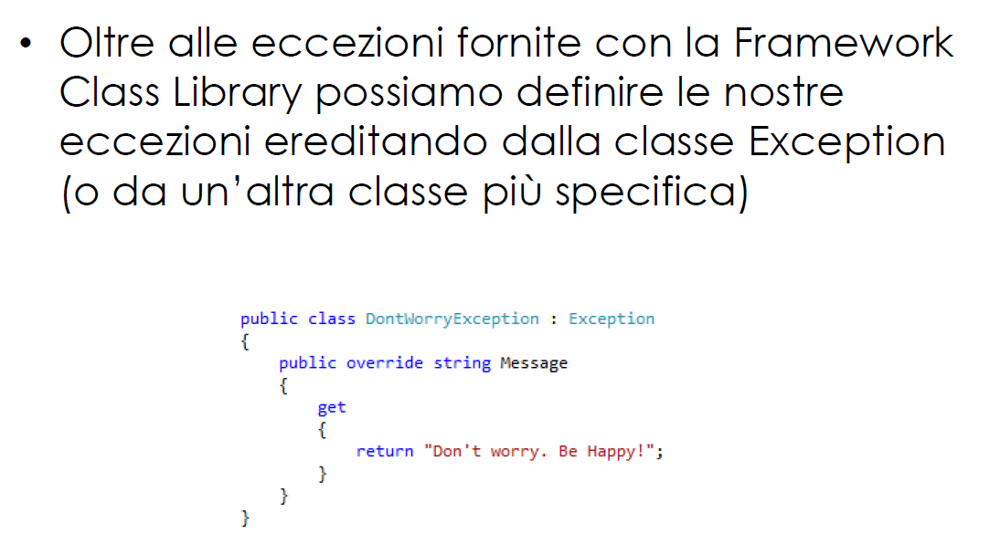 • Oltre alle eccezioni fornite con la Framework
Class Library possiamo definire le nostre
eccezioni ereditando dalla classe Exception
(o da un’altra classe più specifica)
public class DontWorryException : Exception
{
    public override string Message
    {
        get
        {
            return "Don't worry. Be Happy!";
        }
    }
}